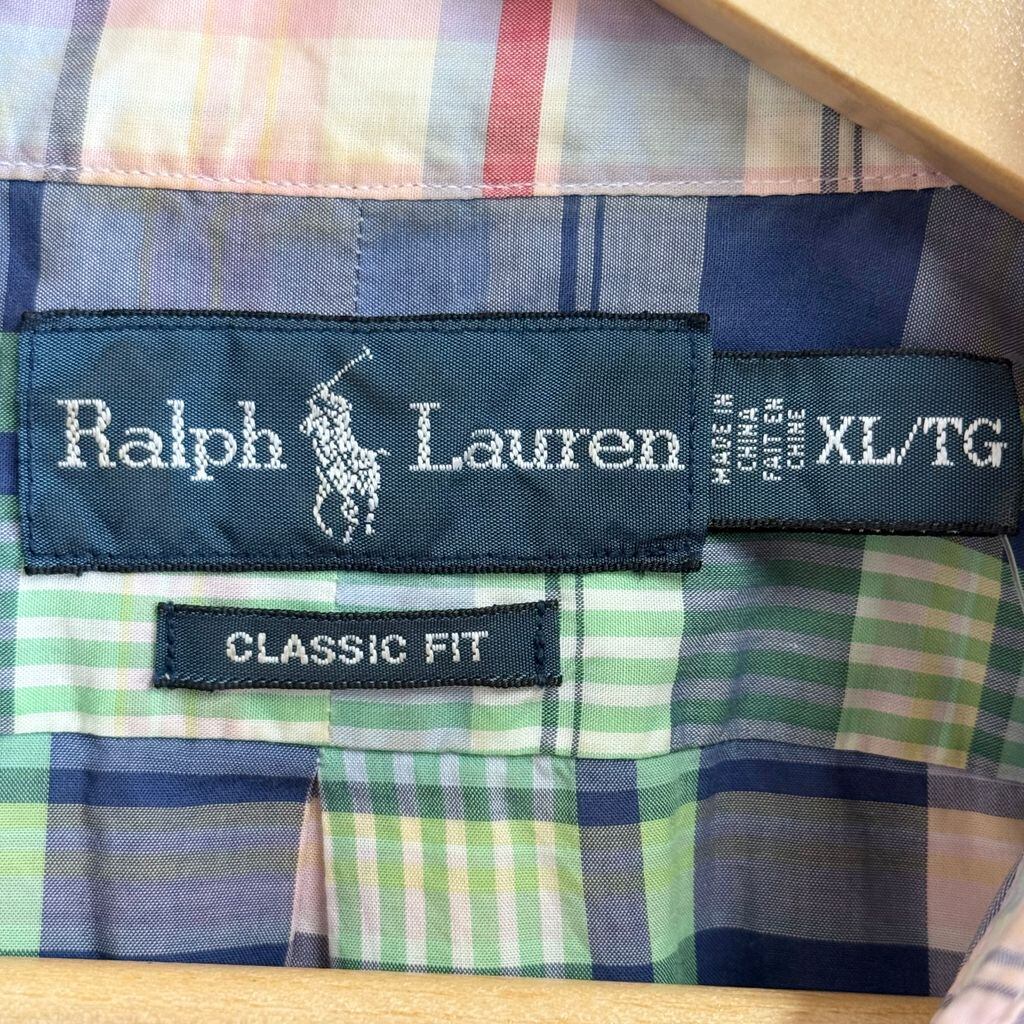 Ralph Lauren
MADE IN
CHINA
FAIT EN
CHINE
XL/TG
CLASSIC FIT